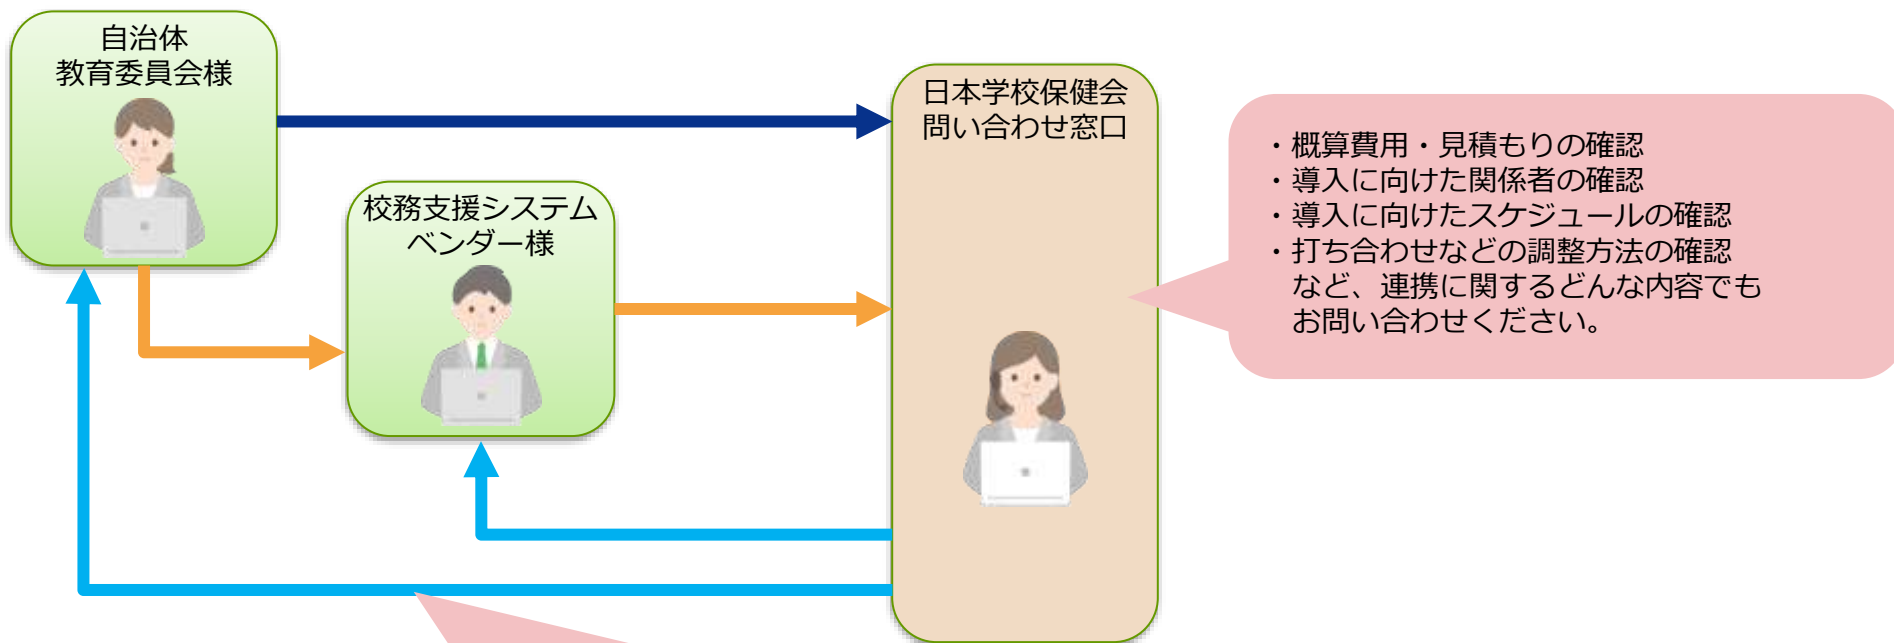 自治体
教育委員会様
校務支援システム
ベンダー様
日本学校保健会
問い合わせ窓口
・概算費用・見積もりの確認
・導入に向けた関係者の確認
・導入に向けたスケジュールの確認
・打ち合わせなどの調整方法の確認
など、連携に関するどんな内容でも
お問い合わせください。